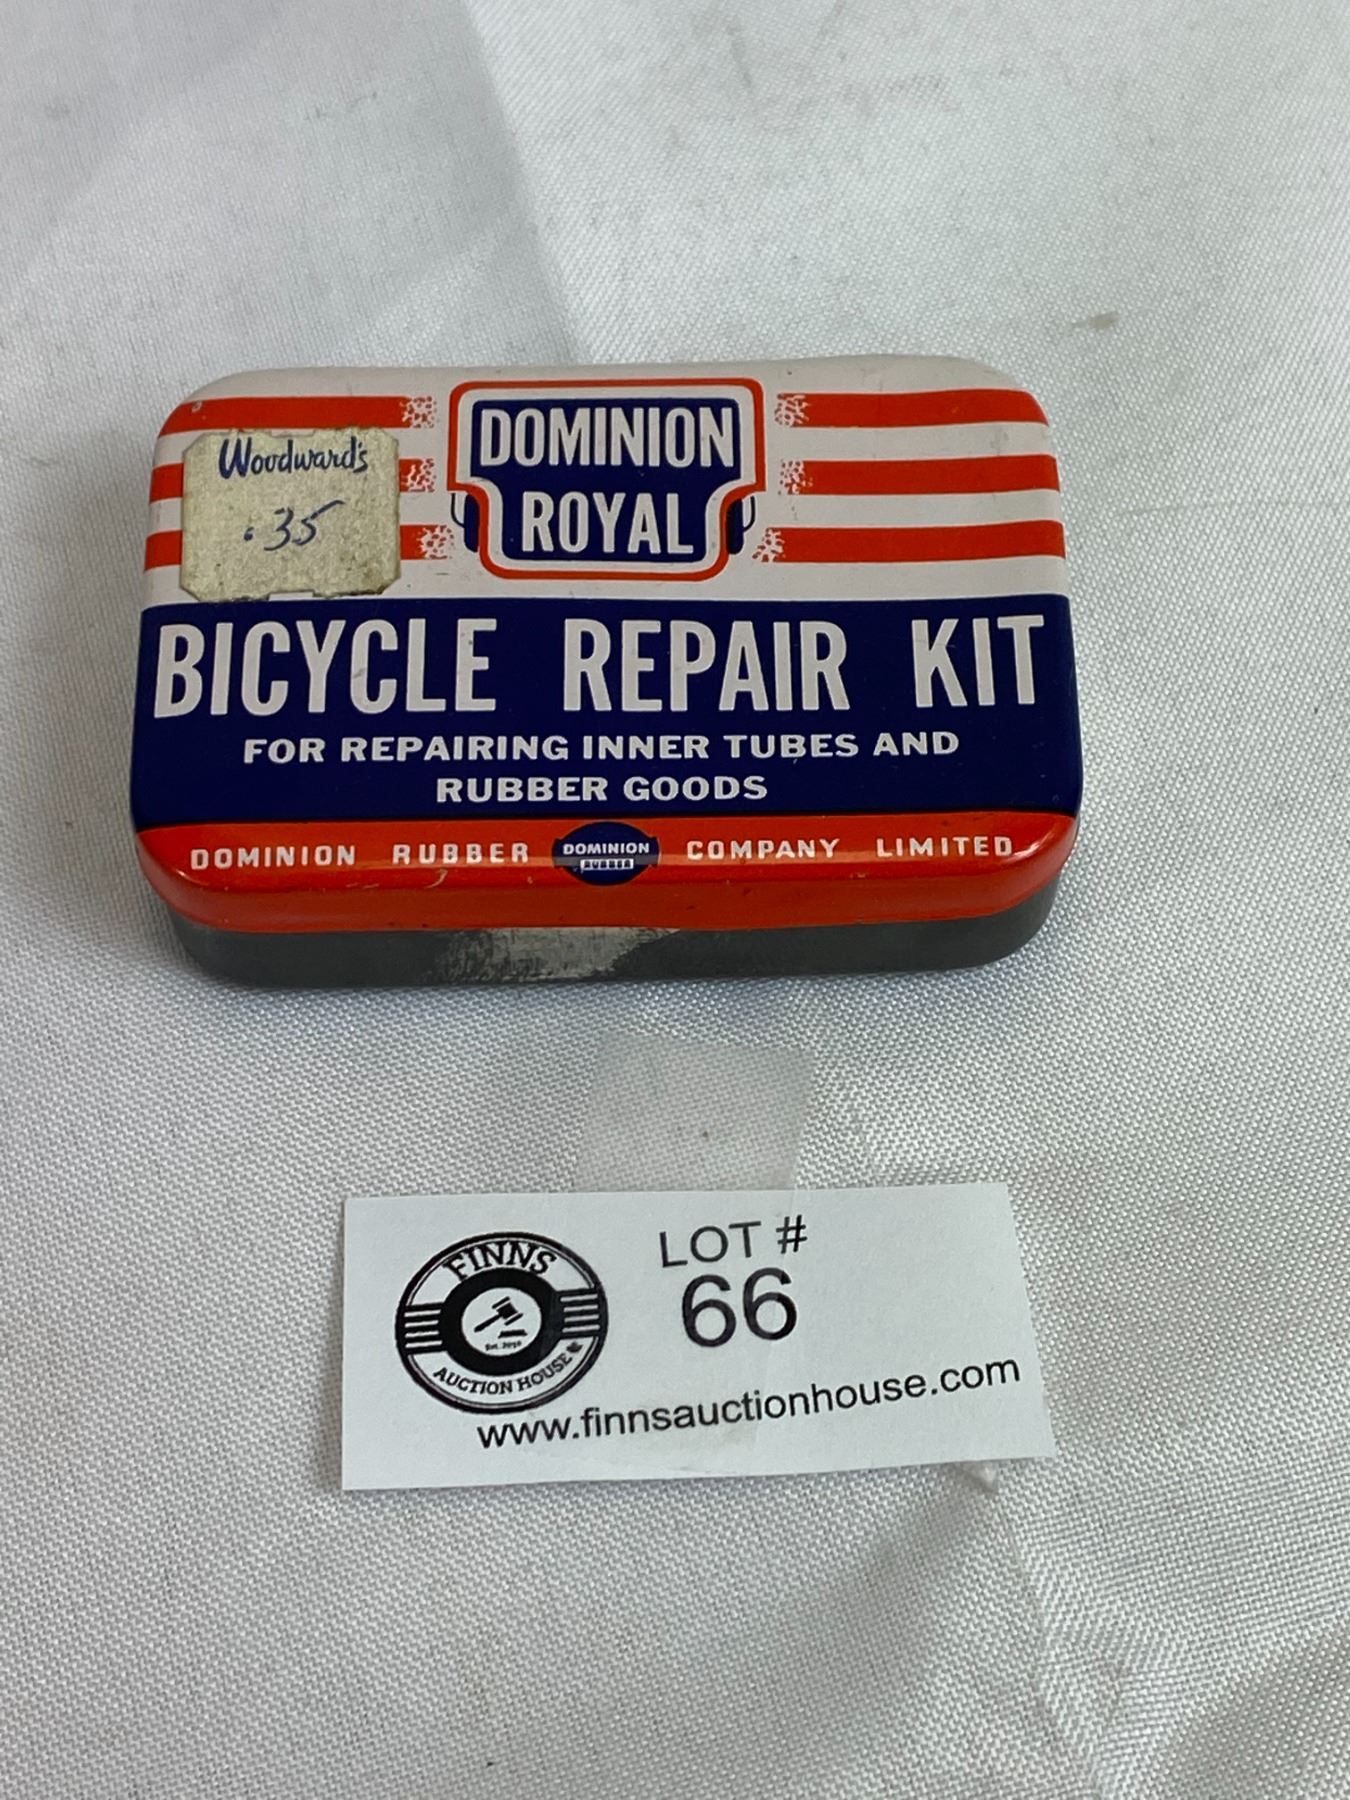 DOMINION
ROYAL
Woodward's
.35
BICYCLE REPAIR KIT
FOR REPAIRING INNER TUBES AND
RUBBER GOODS
DOMINION RUBBER DOMINION RUBBER COMPANY LIMITED
FINNS
AUCTION HOUSE
LOT #
66
www.finnsauctionhouse.com